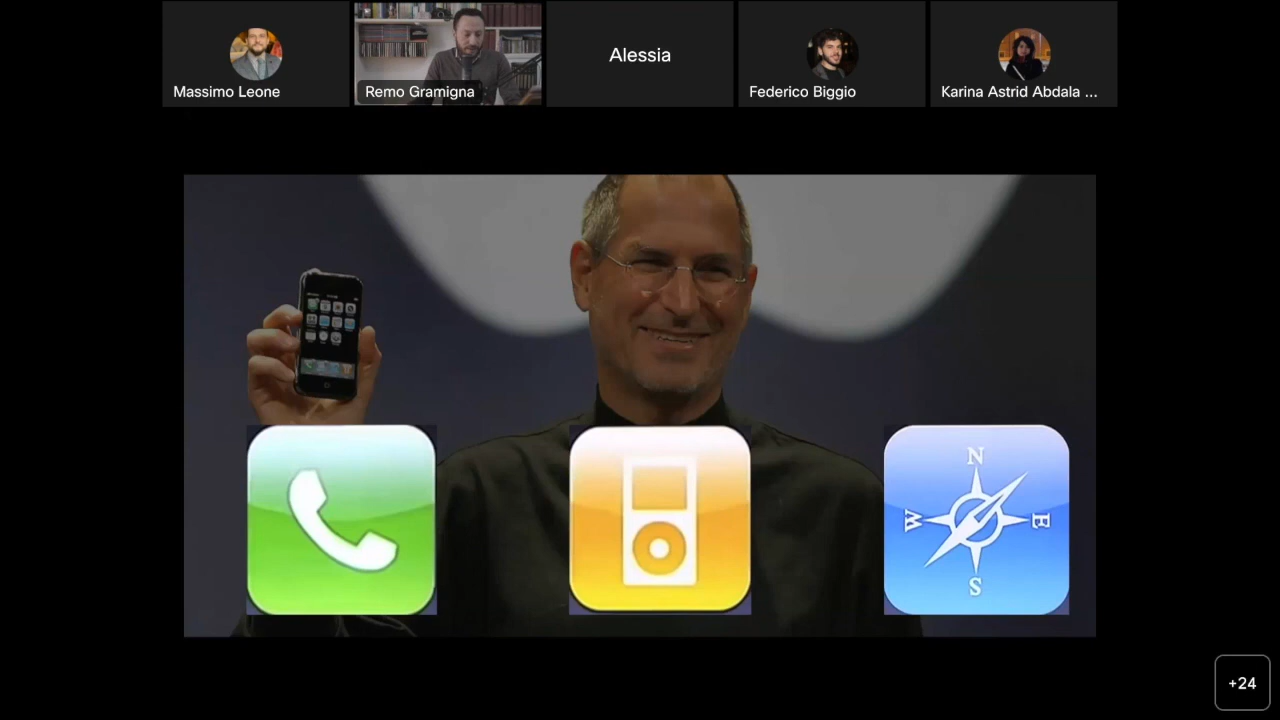 Massimo Leone
Remo Gramigna
Alessia
Federico Biggio
Karina Astrid Abdala ...
N
W
E
S
+24